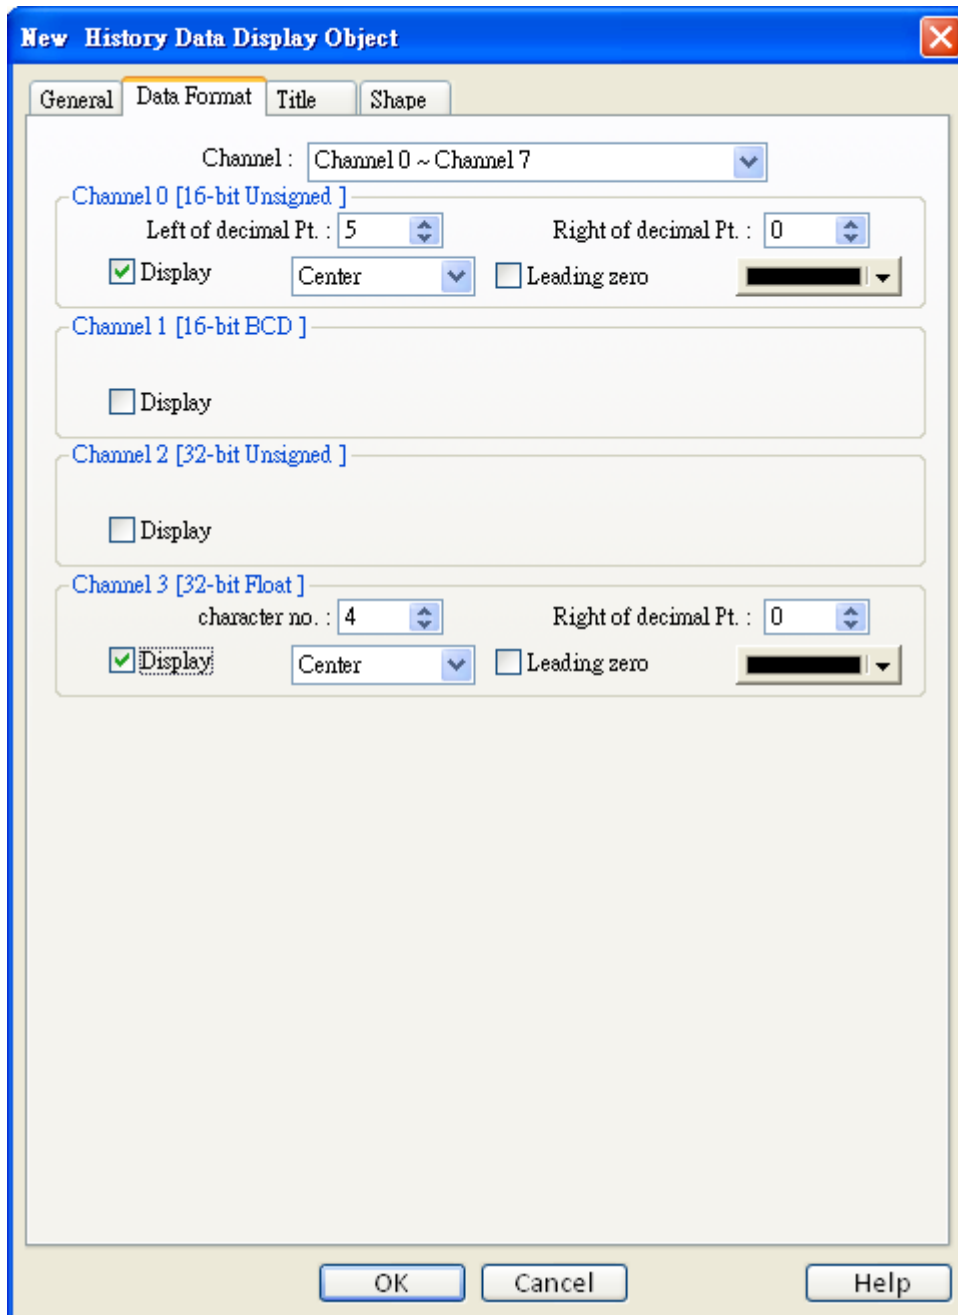 New History Data Display Object
General Data Format Title Shape
Channel : Channel 0 ~ Channel 7
Channel 0 [16-bit Unsigned ]
Left of decimal Pt. : 5 Right of decimal Pt. : 0
Display Center Leading zero
Channel 1 [16-bit BCD ]
Display
Channel 2 [32-bit Unsigned ]
Display
Channel 3 [32-bit Float ]
character no. : 4 Right of decimal Pt. : 0
Display Center Leading zero
OK Cancel Help